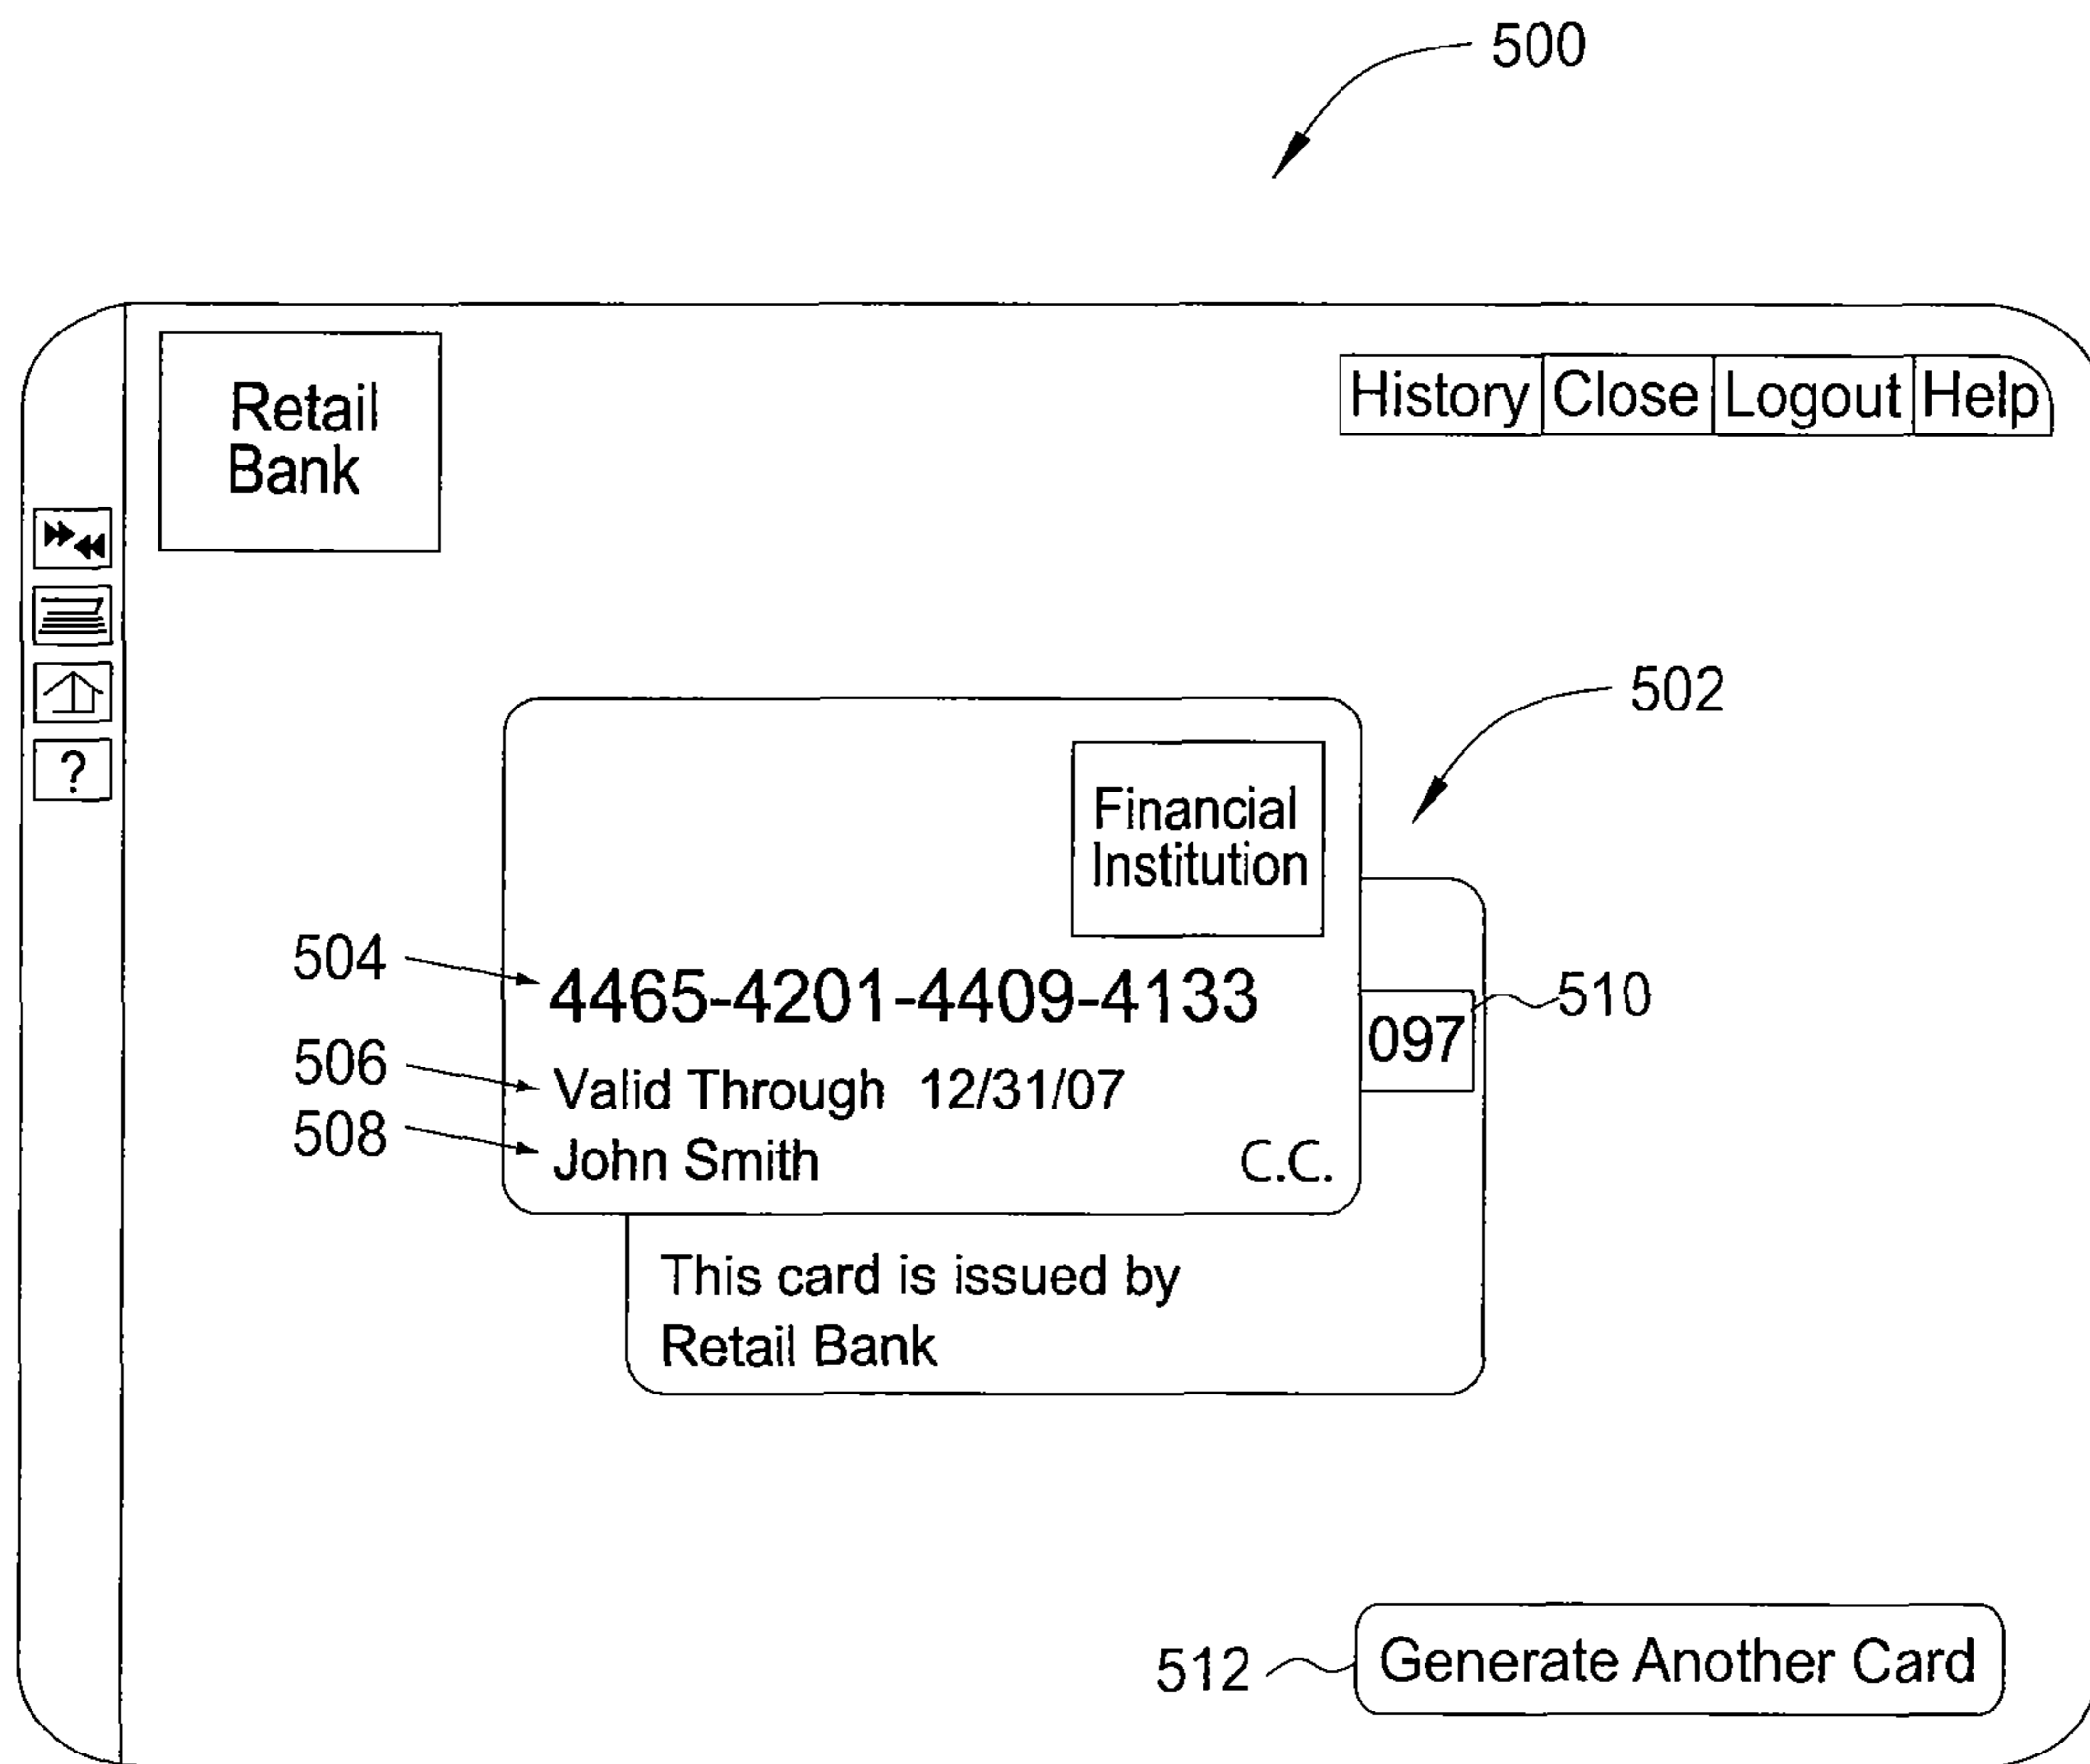 500
Retail
Bank
History Close Logout Help
?
502
Financial
Institution
504
4465-4201-4409-4133
510
097
506
Valid Through 12/31/07
508
John Smith
C.C.
This card is issued by
Retail Bank
512
Generate Another Card